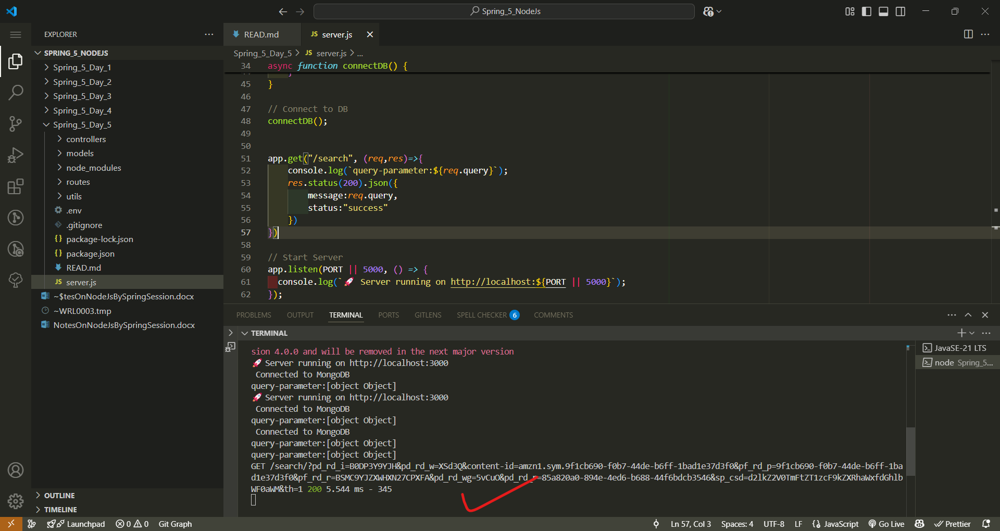 Spring_5_NodeJs
EXPLORER
SPRING_5_NODEJS
Spring_5_Day_1
Spring_5_Day_2
Spring_5_Day_3
Spring_5_Day_4
Spring_5_Day_5
controllers
models
node_modules
routes
utils
.env
.gitignore
package-lock.json
package.json
READ.md
JS server.js
~$tesOnNodeJsBySpringSession.docx
~WRL0003.tmp
NotesOnNodeJsBySpringSession.docx
OUTLINE
TIMELINE
READ.md
JS server.js
Spring_5_Day_5 > JS server.js > ...
34 async function connectDB() {
45 }
46
47 // Connect to DB
48 connectDB();
49
50
51 app.get("/search", (req,res)=>{
52 console.log(`query-parameter:${req.query}`);
53 res.status(200).json({
54 message:req.query,
55 status:"success"
56 })
57 })
58
59 // Start Server
60 app.listen(PORT || 5000, () => {
61 console.log(`🚀 Server running on http://localhost:${PORT || 5000}`);
62 });
PROBLEMS OUTPUT TERMINAL PORTS GITLENS SPELL CHECKER 6 COMMENTS
TERMINAL
sion 4.0.0 and will be removed in the next major version
🚀 Server running on http://localhost:3000
Connected to MongoDB
query-parameter:[object Object]
🚀 Server running on http://localhost:3000
Connected to MongoDB
query-parameter:[object Object]
Connected to MongoDB
query-parameter:[object Object]
query-parameter:[object Object]
GET /search/?pd_rd_i=B0DP3Y9YJH&pd_rd_w=XSd3Q&content-id=amzn1.sym.9f1cb690-f0b7-44de-b6ff-1bad1e37d3f0&pf_rd_p=9f1cb690-f0b7-44de-b6ff-1ba
d1e37d3f0&pf_rd_r=BSMC9YJZXWHXN27CPXFA&pd_rd_wg=5vCuO&pd_rd_r=85a820a0-894e-4ed6-b688-44f6bdcb3546&sp_csd=d2lkZ2V0TmFtZT1zcF9kZXRhaWxfdGhlb
WF0aWM&th=1 200 5.544 ms - 345
JavaSE-21 LTS
node Spring_5...
Launchpad 0 0 Git Graph Ln 57, Col 3 Spaces: 4 UTF-8 LF JavaScript Go Live Prettier